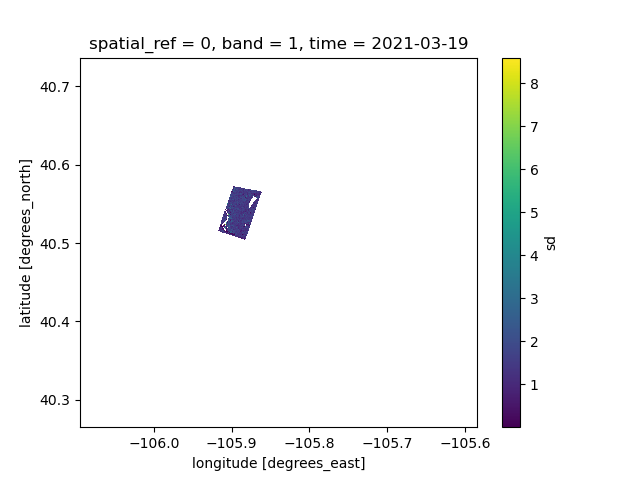 spatial_ref = 0, band = 1, time = 2021-03-19
40.7
40.6
40.5
40.4
40.3
latitude [degrees_north]
−106.0 −105.9 −105.8 −105.7 −105.6
longitude [degrees_east]
8
7
6
5
4
3
2
1
sd